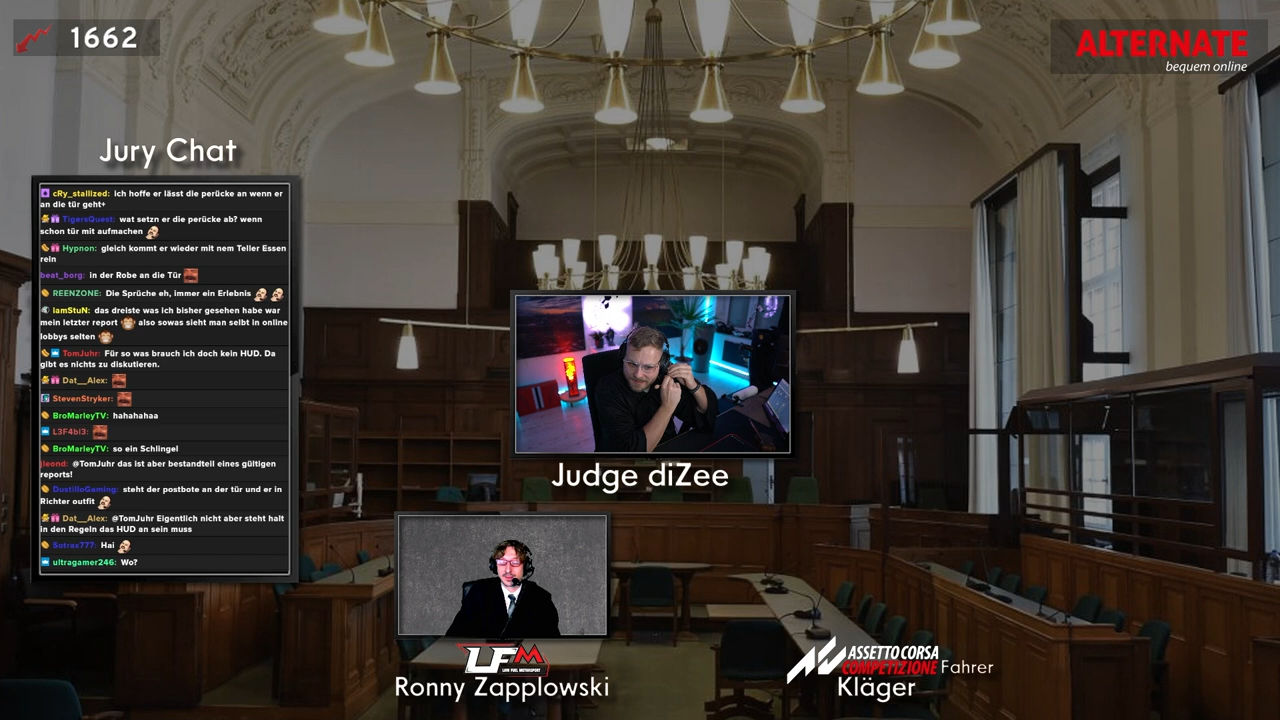 1662
ALTERNATE
bequem online
Jury Chat
cRy_stallized: Ich hoffe er lässt die perücke an wenn er
an die tür geht+
TigersQuest: wat setzn er die perücke ab? wenn
schon tür mit aufmachen
Hypnon: gleich kommt er wieder mit nem Teller Essen
rein
beat_borg: in der Robe an die Tür
REENZONE: Die Sprüche eh, immer ein Erlebnis
IamStuN: das dreiste was ich bisher gesehen habe war
mein letzter report also sowas sieht man selbt in online
lobbys selten
TomJuhr: Für so was brauch ich doch kein HUD. Da
gibt es nichts zu diskutieren.
Dat__Alex:
StevenStryker:
BroMarleyTV: hahahahaa
L3F4bi3:
BroMarleyTV: so ein Schlingel
jleond: @TomJuhr das ist aber bestandteil eines gültigen
reports!
DustilloGaming: steht der postbote an der tür und er in
Richter outfit
Dat__Alex: @TomJuhr Eigentlich nicht aber steht halt
in den Regeln das HUD an sein muss
Sotrax777: Hai
ultragamer246: Wo?
Judge diZee
LFM
LOW FUEL MOTORSPORT
Ronny Zapplowski
ASSETTO CORSA
COMPETIZIONE Fahrer
Kläger